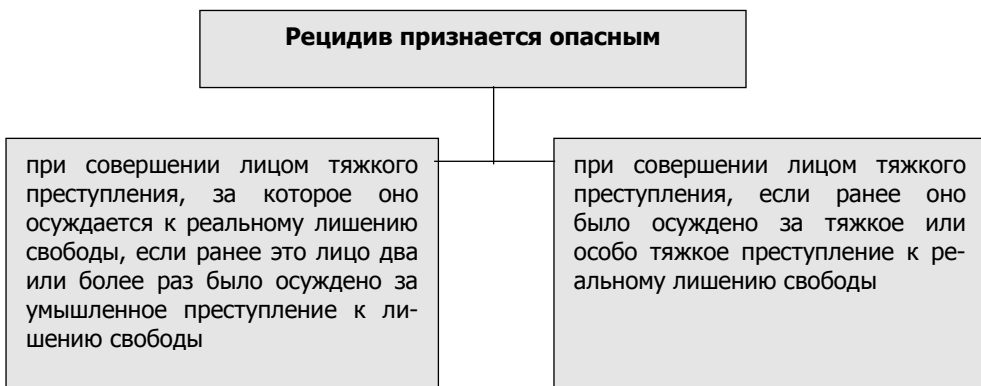 Рецидив признается опасным
при совершении лицом тяжкого
преступления, за которое оно
осуждается к реальному лишению
свободы, если ранее это лицо два
или более раз было осуждено за
умышленное преступление к ли-
шению свободы
при совершении лицом тяжкого
преступления, если ранее оно
было осуждено за тяжкое или
особо тяжкое преступление к ре-
альному лишению свободы